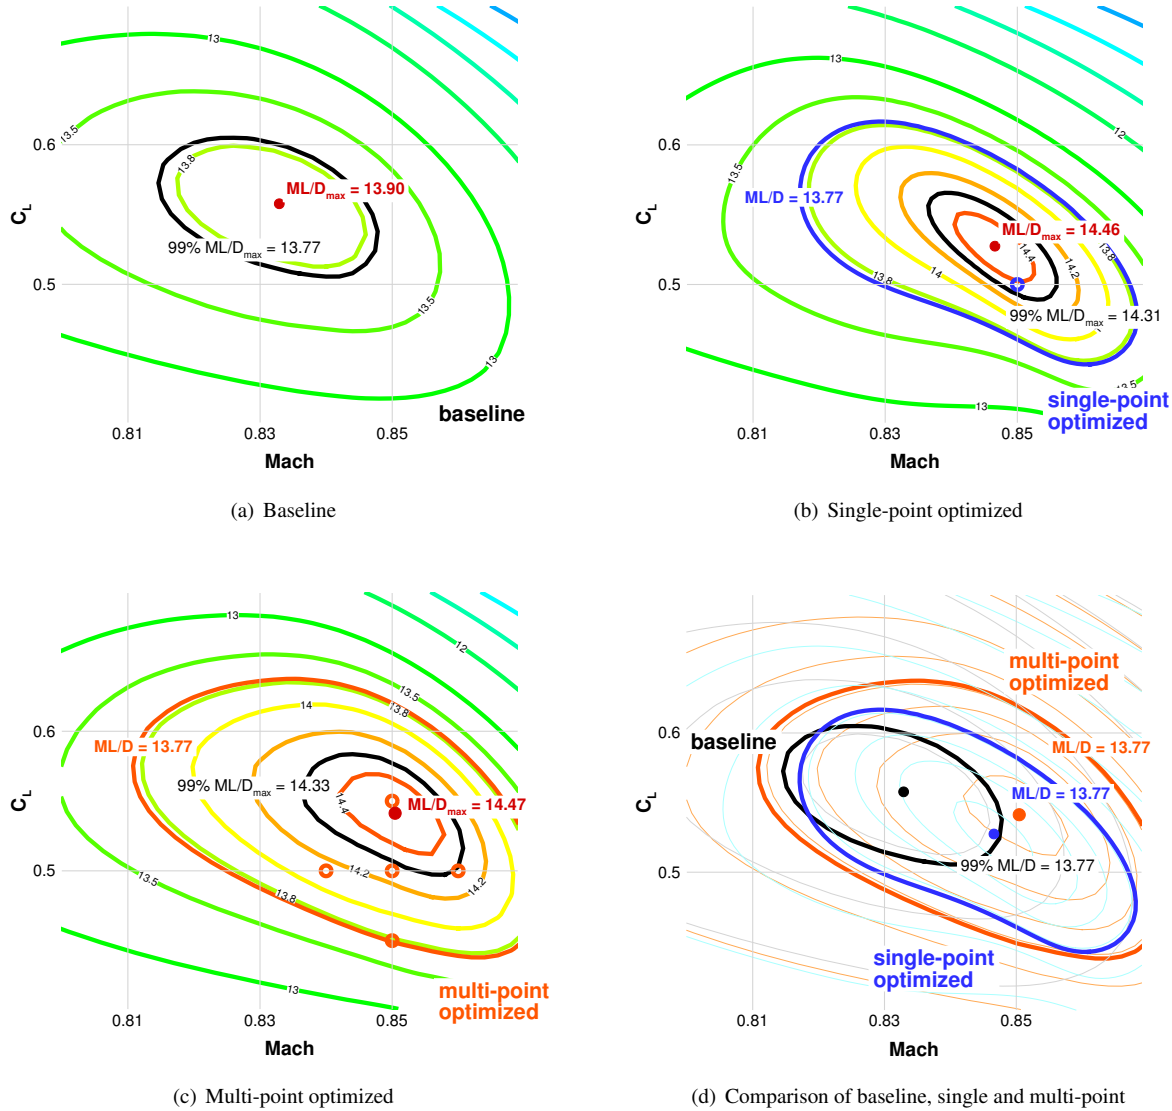 13
13.5
0.6
13.8
ML/Dmax = 13.90
CL
99% ML/Dmax = 13.77
0.5
13.5
13
baseline
0.81
0.83
0.85
Mach
(a) Baseline
13
12
0.6
13.5
ML/D = 13.77
CL
ML/Dmax = 14.46
13.8
14.4
14.2
14
13.8
0.5
99% ML/Dmax = 14.31
13.5
13
single-point
optimized
0.81
0.83
0.85
Mach
(b) Single-point optimized
13
12
13.5
13.8
14
0.6
ML/D = 13.77
99% ML/Dmax = 14.33
CL
14.4
ML/Dmax = 14.47
0.5
14.2
14.2
13.5
13.8
13
multi-point
optimized
0.81
0.83
0.85
Mach
(c) Multi-point optimized
multi-point
optimized
0.6
baseline
ML/D = 13.77
ML/D = 13.77
CL
99% ML/D = 13.77
0.5
single-point
optimized
0.81
0.83
0.85
Mach
(d) Comparison of baseline, single and multi-point